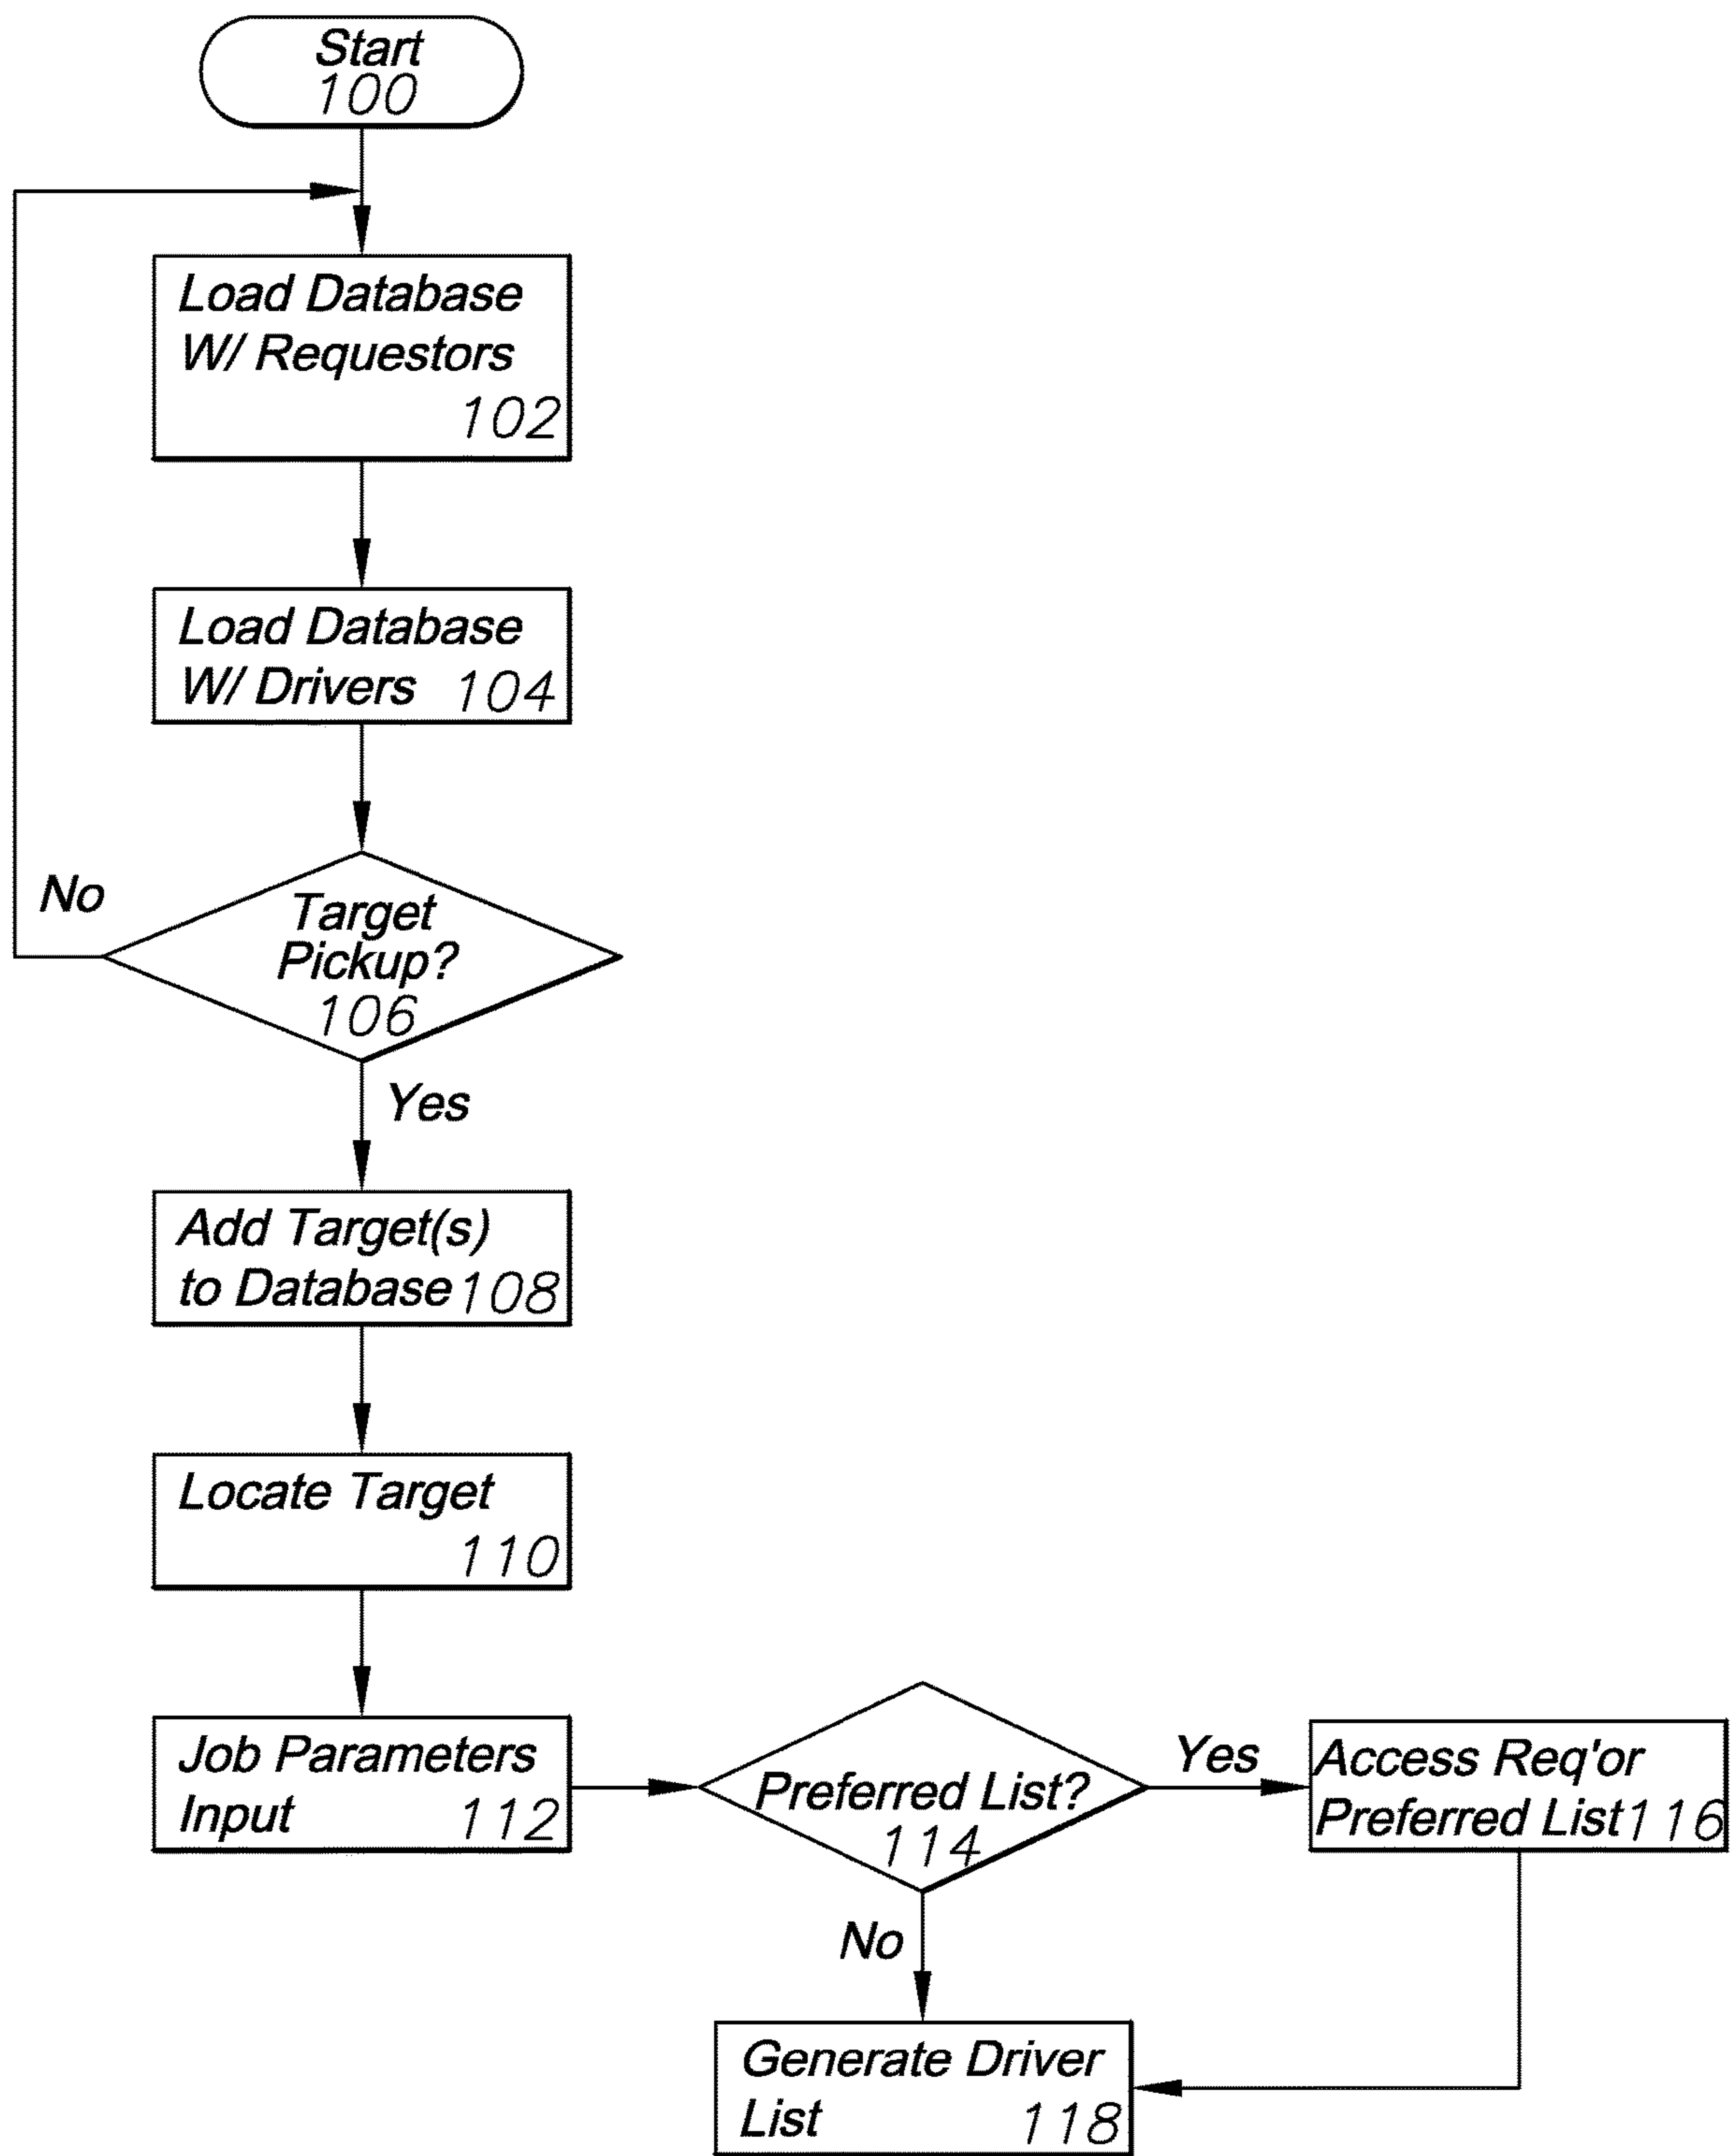 Start
100
Load Database
W/ Requestors
102
Load Database
W/ Drivers 104
No
Target
Pickup?
106
Yes
Add Target(s)
to Database 108
Locate Target
110
Job Parameters
Input 112
Preferred List?
114
Yes
Access Req'or
Preferred List 116
No
Generate Driver
List 118